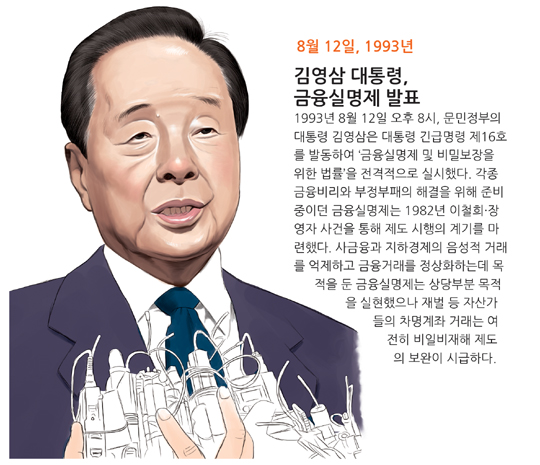 8월 12일, 1993년
김영삼 대통령,
금융실명제 발표
1993년 8월 12일 오후 8시, 문민정부의
대통령 김영삼은 대통령 긴급명령 제16호
를 발동하여 ‘금융실명제 및 비밀보장을
위한 법률’을 전격적으로 실시했다. 각종
금융비리와 부정부패의 해결을 위해 준비
중이던 금융실명제는 1982년 이철희·장
영자 사건을 통해 제도 시행의 계기를 마
련했다. 사금융과 지하경제의 음성적 거래
를 억제하고 금융거래를 정상화하는데 목
적을 둔 금융실명제는 상당부분 목적
을 실현했으나 재벌 등 자산가
들의 차명계좌 거래는 여
전히 비일비재해 제도
의 보완이 시급하다.